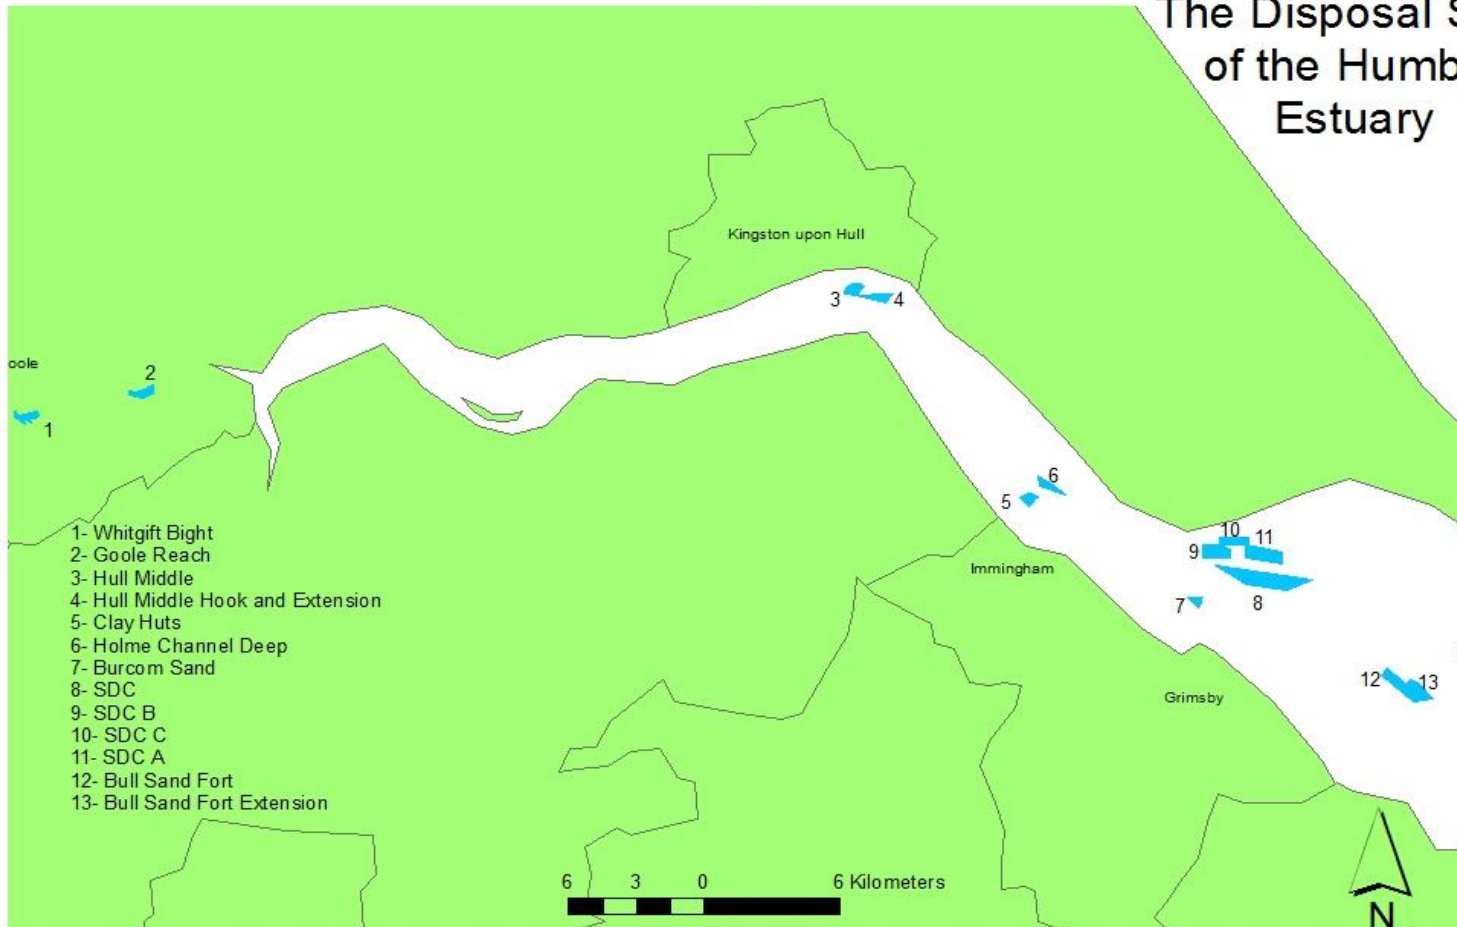 The Disposal S
of the Humb
Estuary
Kingston upon Hull
3
4
oole
2
1
6
5
10
11
9
Immingham
7
8
12
13
Grimsby
1- Whitgift Bight
2- Goole Reach
3- Hull Middle
4- Hull Middle Hook and Extension
5- Clay Huts
6- Holme Channel Deep
7- Burcom Sand
8- SDC
9- SDC B
10- SDC C
11- SDC A
12- Bull Sand Fort
13- Bull Sand Fort Extension
6 3 0 6 Kilometers
N